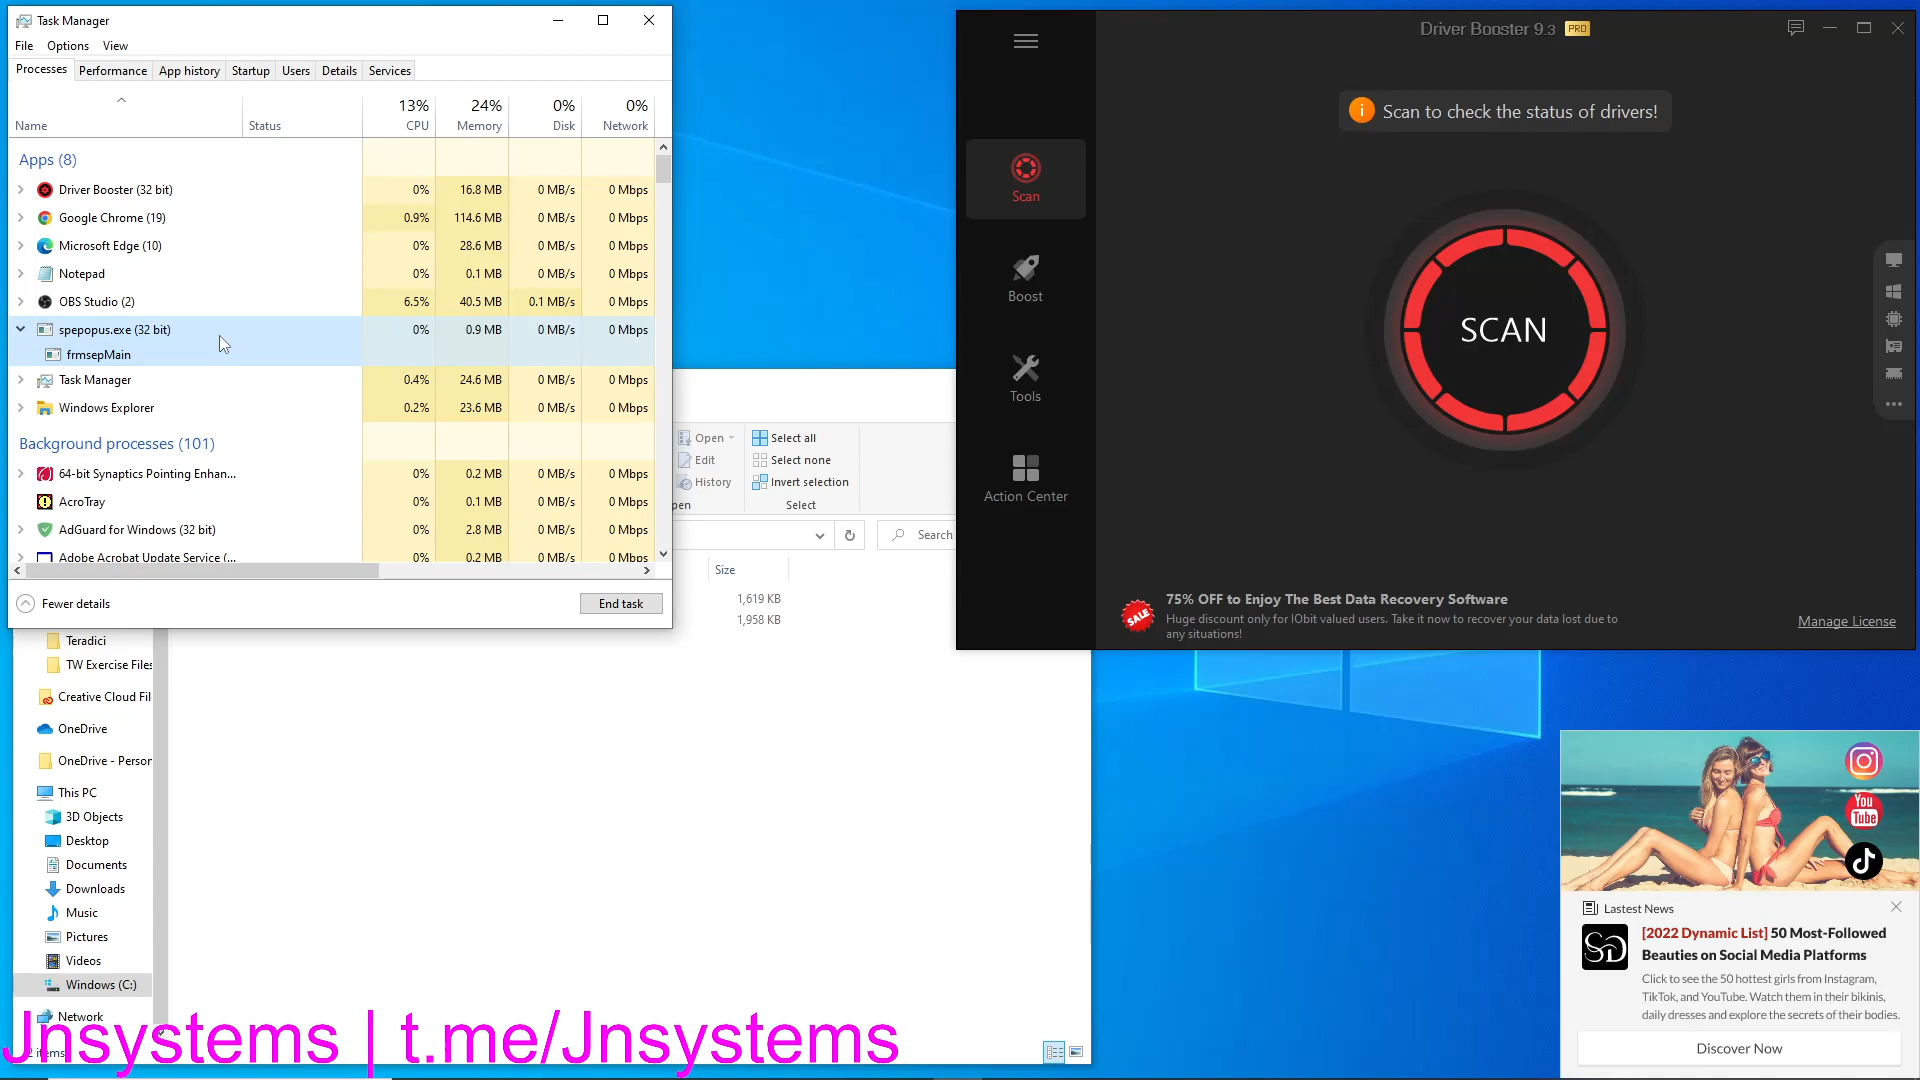 Task Manager
File Options View
Processes Performance App history Startup Users Details Services
13% 24% 0% 0%
Name Status CPU Memory Disk Network
Apps (8)
Driver Booster (32 bit) 0% 16.8 MB 0 MB/s 0 Mbps
Google Chrome (19) 0.9% 114.6 MB 0 MB/s 0 Mbps
Microsoft Edge (10) 0% 28.6 MB 0 MB/s 0 Mbps
Notepad 0% 0.1 MB 0 MB/s 0 Mbps
OBS Studio (2) 6.5% 40.5 MB 0.1 MB/s 0 Mbps
spepopus.exe (32 bit) 0% 0.9 MB 0 MB/s 0 Mbps
frmsepMain
Task Manager 0.4% 24.6 MB 0 MB/s 0 Mbps
Windows Explorer 0.2% 23.6 MB 0 MB/s 0 Mbps
Background processes (101)
64-bit Synaptics Pointing Enhan... 0% 0.2 MB 0 MB/s 0 Mbps
AcroTray 0% 0.1 MB 0 MB/s 0 Mbps
AdGuard for Windows (32 bit) 0% 2.8 MB 0 MB/s 0 Mbps
Adobe Acrobat Update Service (... 0% 0.2 MB 0 MB/s 0 Mbps
Fewer details End task
Open Select all
Edit Select none
History Invert selection
pen Select
Search
Size
1,619 KB
1,958 KB
Teradici
TW Exercise Files
Creative Cloud Fil
OneDrive
OneDrive - Person
This PC
3D Objects
Desktop
Documents
Downloads
Music
Pictures
Videos
Windows (C:)
Network
2 items
Jnsystems | t.me/Jnsystems
Driver Booster 9.3 PRO
Scan to check the status of drivers!
Scan
Boost
Tools
Action Center
SCAN
SALE
75% OFF to Enjoy The Best Data Recovery Software
Huge discount only for IObit valued users. Take it now to recover your data lost due to
any situations!
Manage License
You
Tube
Lastest News
SD
[2022 Dynamic List] 50 Most-Followed
Beauties on Social Media Platforms
Click to see the 50 hottest girls from Instagram,
TikTok, and YouTube. Watch them in their bikinis,
daily dresses and explore the secrets of their bodies.
Discover Now